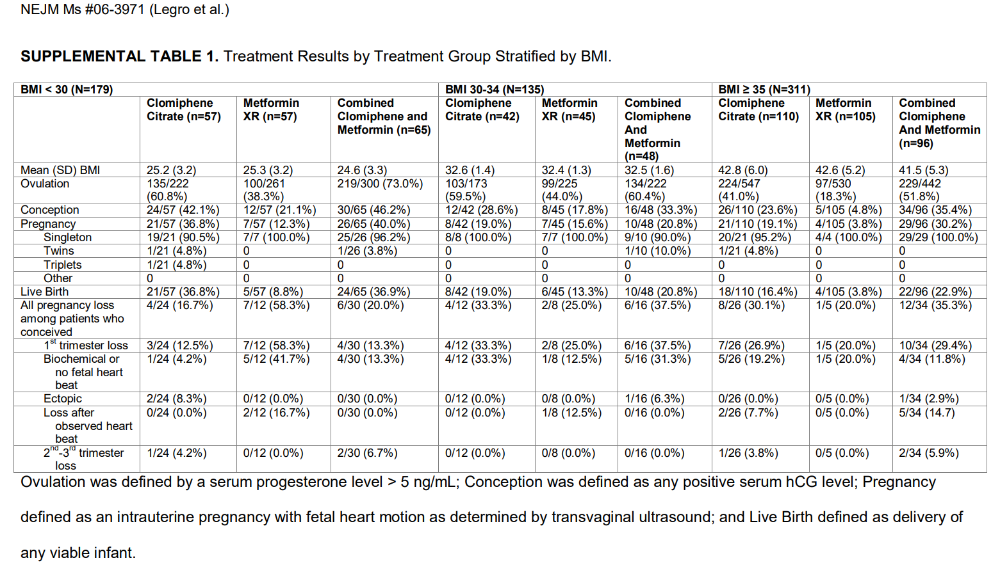 NEJM Ms #06-3971 (Legro et al.)
SUPPLEMENTAL TABLE 1. Treatment Results by Treatment Group Stratified by BMI.
BMI < 30 (N=179) BMI 30-34 (N=135) BMI ≥ 35 (N=311)
Clomiphene Citrate (n=57) Metformin XR (n=57) Combined Clomiphene and Metformin (n=65) Clomiphene Citrate (n=42) Metformin XR (n=45) Combined Clomiphene And Metformin (n=48) Clomiphene Citrate (n=110) Metformin XR (n=105) Combined Clomiphene And Metformin (n=96)
Mean (SD) BMI 25.2 (3.2) 25.3 (3.2) 24.6 (3.3) 32.6 (1.4) 32.4 (1.3) 32.5 (1.6) 42.8 (6.0) 42.6 (5.2) 41.5 (5.3)
Ovulation 135/222 (60.8%) 100/261 (38.3%) 219/300 (73.0%) 103/173 (59.5%) 99/225 (44.0%) 134/222 (60.4%) 224/547 (41.0%) 97/530 (18.3%) 229/442 (51.8%)
Conception 24/57 (42.1%) 12/57 (21.1%) 30/65 (46.2%) 12/42 (28.6%) 8/45 (17.8%) 16/48 (33.3%) 26/110 (23.6%) 5/105 (4.8%) 34/96 (35.4%)
Pregnancy 21/57 (36.8%) 7/57 (12.3%) 26/65 (40.0%) 8/42 (19.0%) 7/45 (15.6%) 10/48 (20.8%) 21/110 (19.1%) 4/105 (3.8%) 29/96 (30.2%)
Singleton 19/21 (90.5%) 7/7 (100.0%) 25/26 (96.2%) 8/8 (100.0%) 7/7 (100.0%) 9/10 (90.0%) 20/21 (95.2%) 4/4 (100.0%) 29/29 (100.0%)
Twins 1/21 (4.8%) 0 1/26 (3.8%) 0 0 1/10 (10.0%) 1/21 (4.8%) 0 0
Triplets 1/21 (4.8%) 0 0 0 0 0 0 0 0
Other 0 0 0 0 0 0 0 0 0
Live Birth 21/57 (36.8%) 5/57 (8.8%) 24/65 (36.9%) 8/42 (19.0%) 6/45 (13.3%) 10/48 (20.8%) 18/110 (16.4%) 4/105 (3.8%) 22/96 (22.9%)
All pregnancy loss among patients who conceived 4/24 (16.7%) 7/12 (58.3%) 6/30 (20.0%) 4/12 (33.3%) 2/8 (25.0%) 6/16 (37.5%) 8/26 (30.1%) 1/5 (20.0%) 12/34 (35.3%)
1st trimester loss 3/24 (12.5%) 7/12 (58.3%) 4/30 (13.3%) 4/12 (33.3%) 2/8 (25.0%) 6/16 (37.5%) 7/26 (26.9%) 1/5 (20.0%) 10/34 (29.4%)
Biochemical or no fetal heart beat 1/24 (4.2%) 5/12 (41.7%) 4/30 (13.3%) 4/12 (33.3%) 1/8 (12.5%) 5/16 (31.3%) 5/26 (19.2%) 1/5 (20.0%) 4/34 (11.8%)
Ectopic 2/24 (8.3%) 0/12 (0.0%) 0/30 (0.0%) 0/12 (0.0%) 0/8 (0.0%) 1/16 (6.3%) 0/26 (0.0%) 0/5 (0.0%) 1/34 (2.9%)
Loss after observed heart beat 0/24 (0.0%) 2/12 (16.7%) 0/30 (0.0%) 0/12 (0.0%) 1/8 (12.5%) 0/16 (0.0%) 2/26 (7.7%) 0/5 (0.0%) 5/34 (14.7)
2nd-3rd trimester loss 1/24 (4.2%) 0/12 (0.0%) 2/30 (6.7%) 0/12 (0.0%) 0/8 (0.0%) 0/16 (0.0%) 1/26 (3.8%) 0/5 (0.0%) 2/34 (5.9%)
Ovulation was defined by a serum progesterone level > 5 ng/mL; Conception was defined as any positive serum hCG level; Pregnancy
defined as an intrauterine pregnancy with fetal heart motion as determined by transvaginal ultrasound; and Live Birth defined as delivery of
any viable infant.